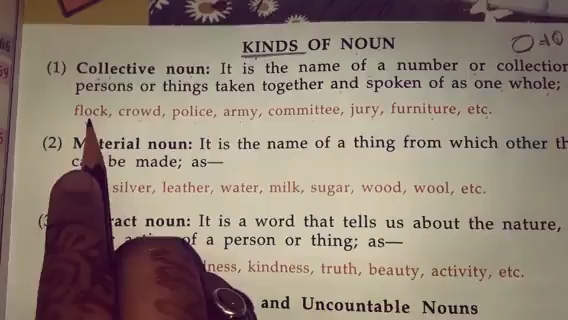 KINDS OF NOUN
(1) Collective noun: It is the name of a number or collection
persons or things taken together and spoken of as one whole;
flock, crowd, police, army, committee, jury, furniture, etc.
(2) Material noun: It is the name of a thing from which other
be made; as—
silver, leather, water, milk, sugar, wood, wool, etc.
noun: It is a word that tells us about the nature,
of a person or thing; as—
kindness, truth, beauty, activity, etc.
and Uncountable Nouns